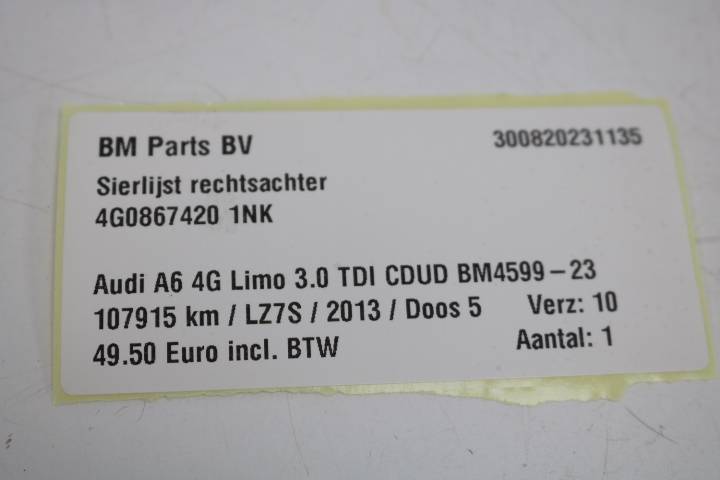 BM Parts BV 300820231135
Sierlijst rechtsachter
4G0867420 1NK
Audi A6 4G Limo 3.0 TDI CDUD BM4599-23
107915 km / LZ7S / 2013 / Doos 5 Verz: 10
49.50 Euro incl. BTW Aantal: 1